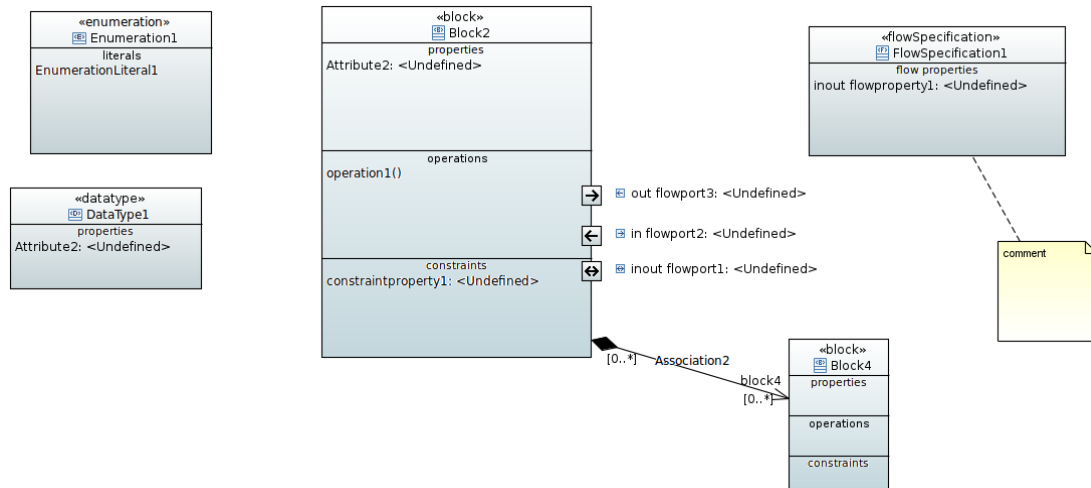 «enumeration»
Enumeration1
literals
EnumerationLiteral1
«datatype»
DataType1
properties
Attribute2: <Undefined>
«block»
Block2
properties
Attribute2: <Undefined>
operations
operation1()
constraints
constraintproperty1: <Undefined>
out flowport3: <Undefined>
in flowport2: <Undefined>
inout flowport1: <Undefined>
[0..*]
Association2
block4
[0..*]
«block»
Block4
properties
operations
constraints
«flowSpecification»
FlowSpecification1
flow properties
inout flowproperty1: <Undefined>
comment